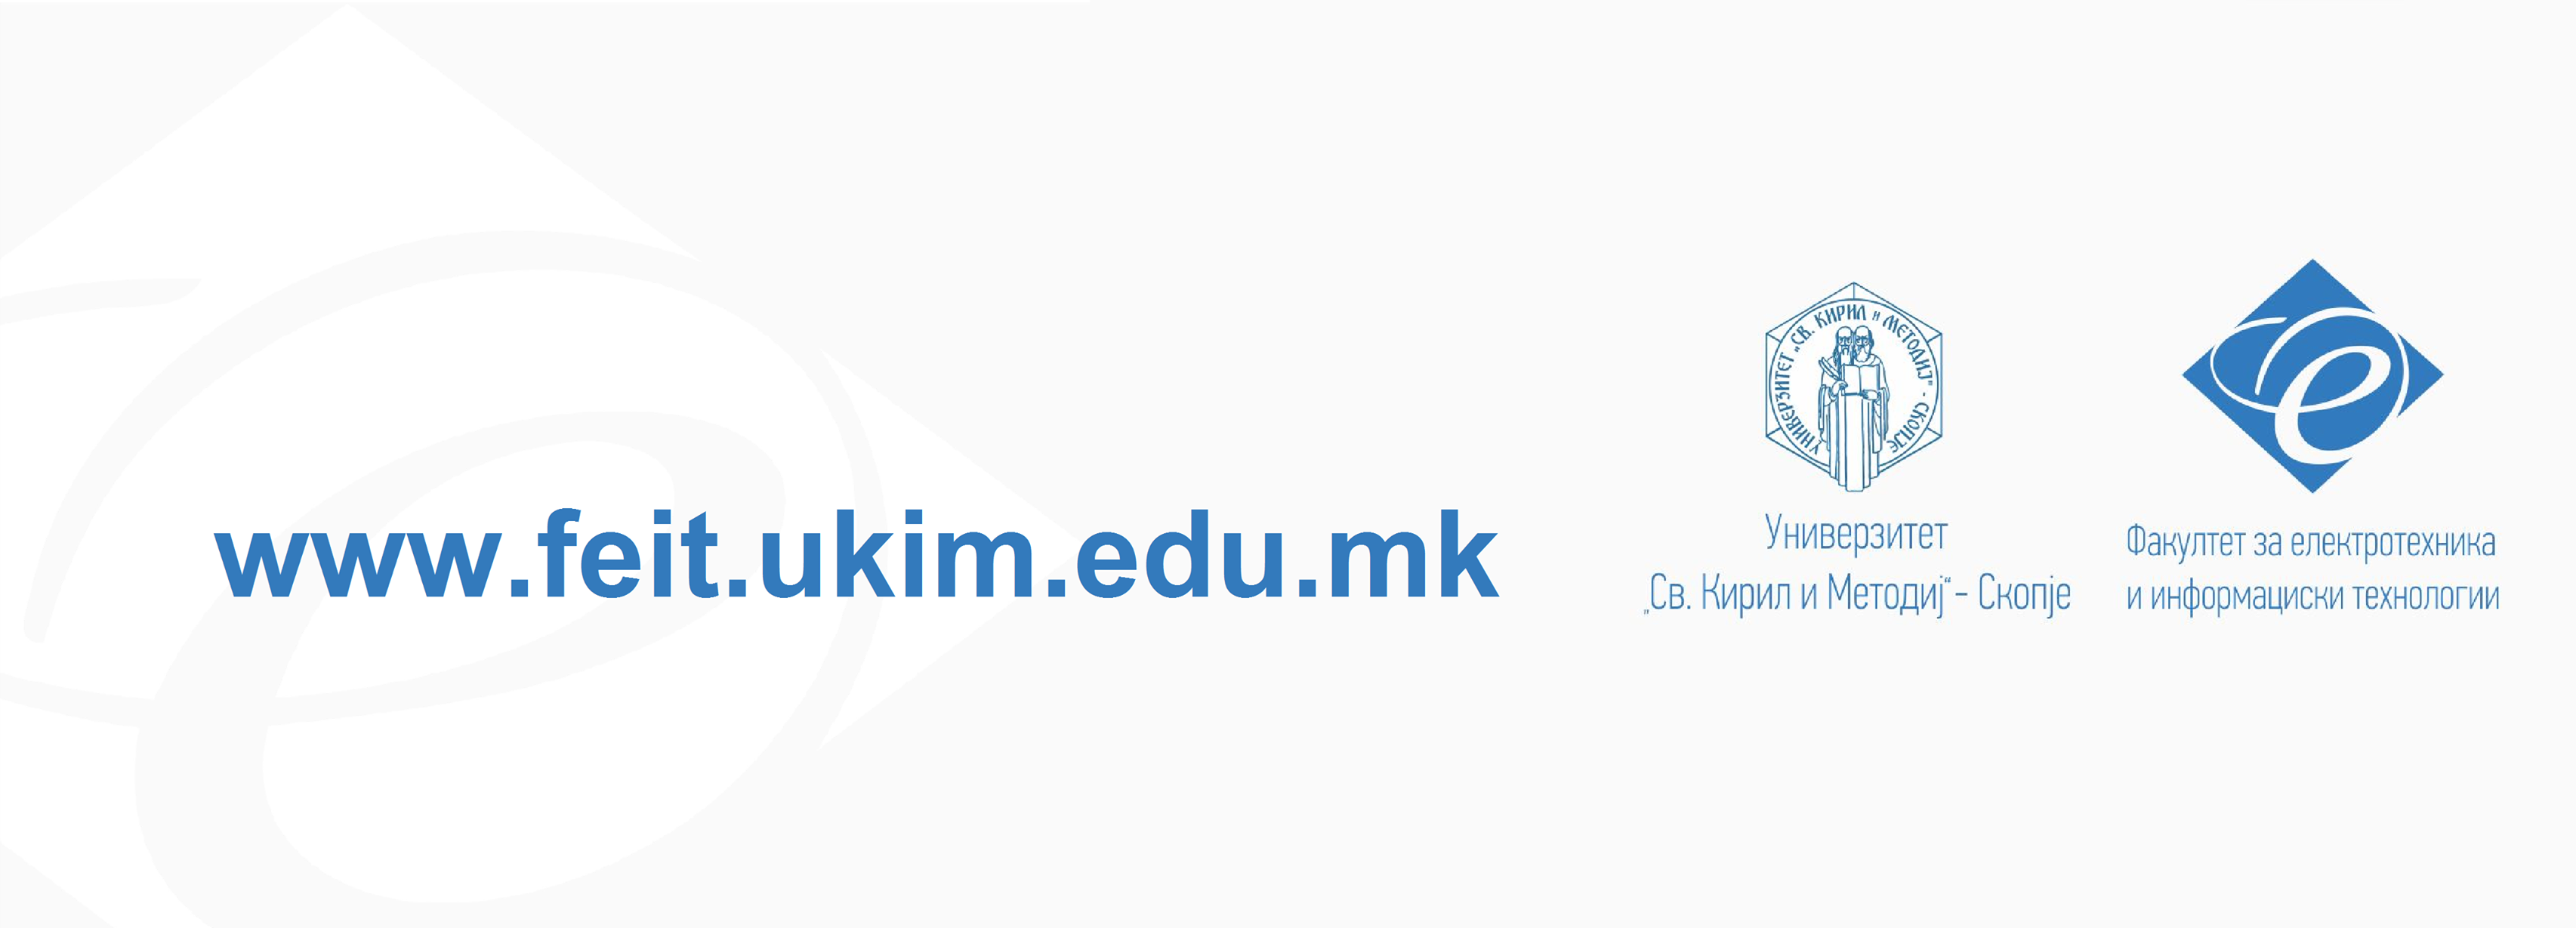 www.feit.ukim.edu.mk
УНИВЕРЗИТЕТ „СВ. КИРИЛ И МЕТОДИЈ“ - СКОПЈЕ
Универзитет
„Св. Кирил и Методиј“ - Скопје
Факултет за електротехника
и информациски технологии